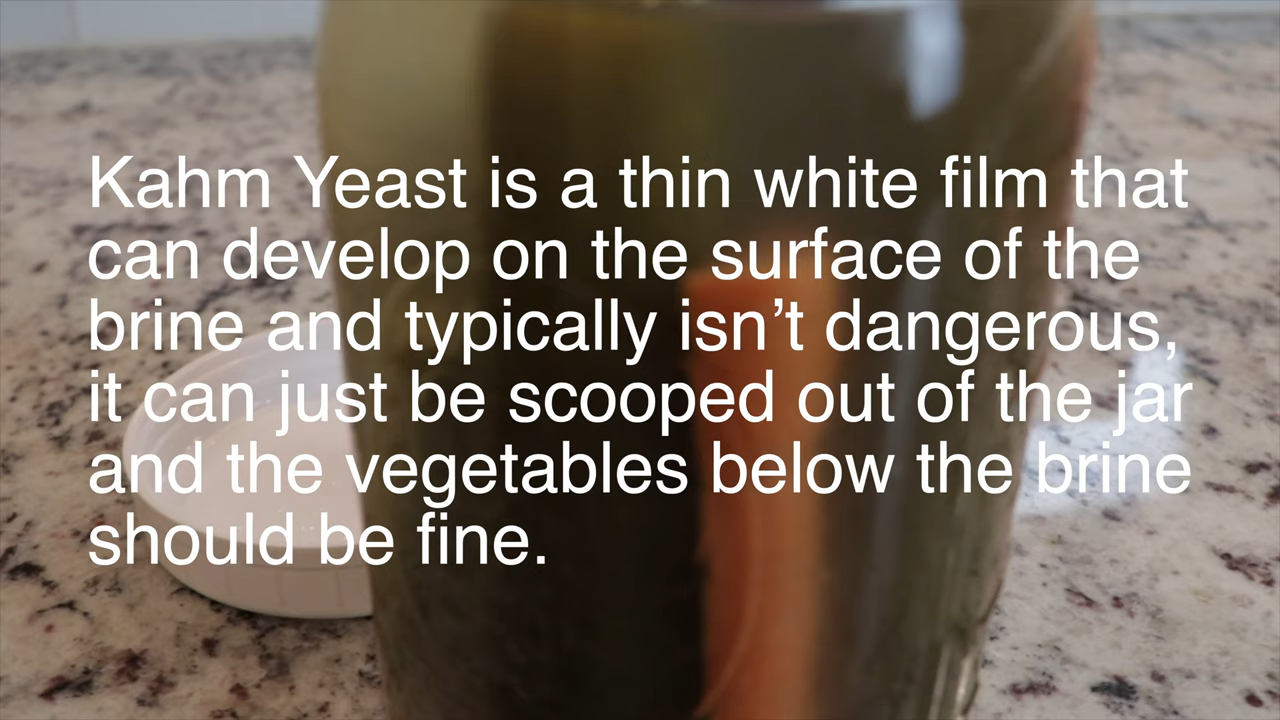 Kahm Yeast is a thin white film that
can develop on the surface of the
brine and typically isn’t dangerous,
it can just be scooped out of the jar
and the vegetables below the brine
should be fine.